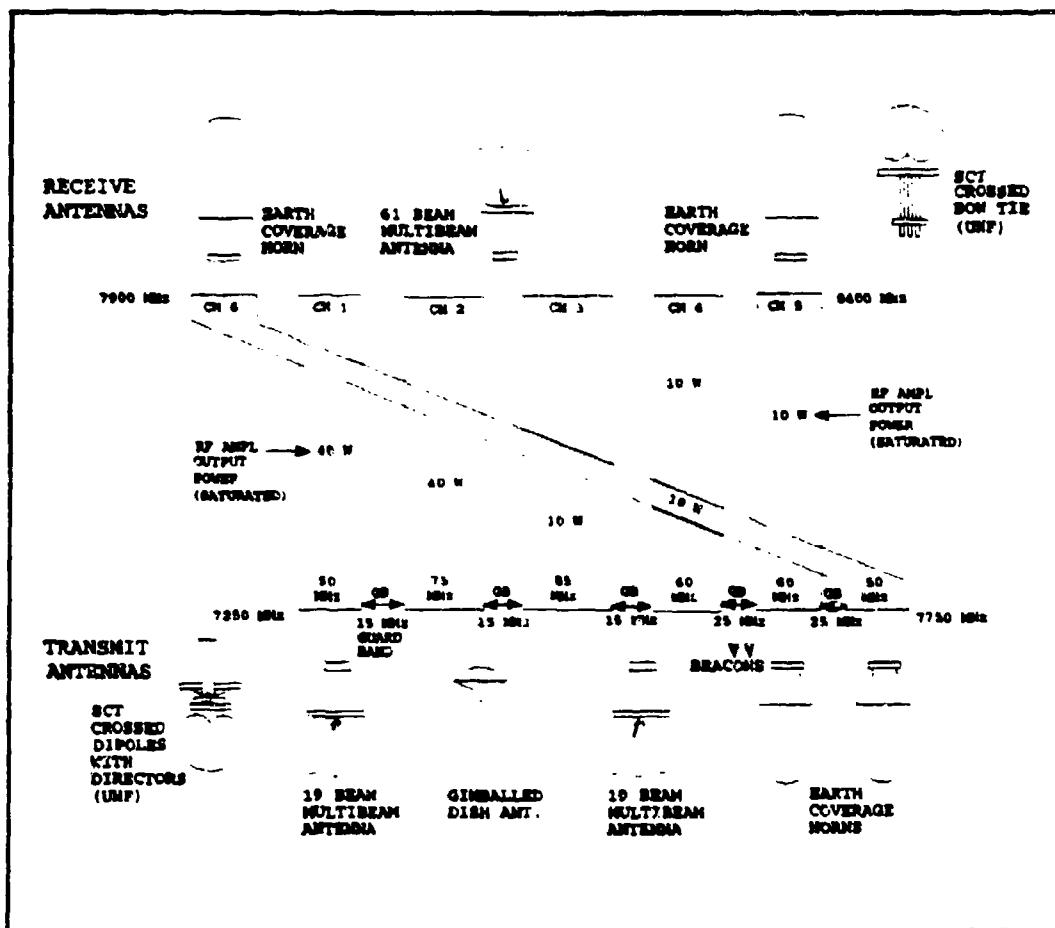 RECEIVE
ANTENNAS
EARTH
COVERAGE
HORN
61 BEAM
MULTIBEAM
ANTENNA
EARTH
COVERAGE
HORN
SCT
CROSSED
BOW TIE
(UHF)
7900 MHz
CH 6
CH 1
CH 2
CH 3
CH 4
CH 5
8400 MHz
10 W
10 W
RF AMPL
OUTPUT
POWER
(SATURATED)
RF AMPL
OUTPUT
POWER
(SATURATED)
40 W
40 W
10 W
10 W
50
MHz
GB
75
MHz
GB
85
MHz
GB
60
MHz
GB
60
MHz
GB
50
MHz
7250 MHz
15 MHz
GUARD
BAND
15 MHz
15 MHz
25 MHz
25 MHz
7750 MHz
TRANSMIT
ANTENNAS
BEACONS
SCT
CROSSED
DIPOLES
WITH
DIRECTORS
(UHF)
19 BEAM
MULTIBEAM
ANTENNA
GIMBALLED
DISH ANT.
19 BEAM
MULTIBEAM
ANTENNA
EARTH
COVERAGE
HORNS